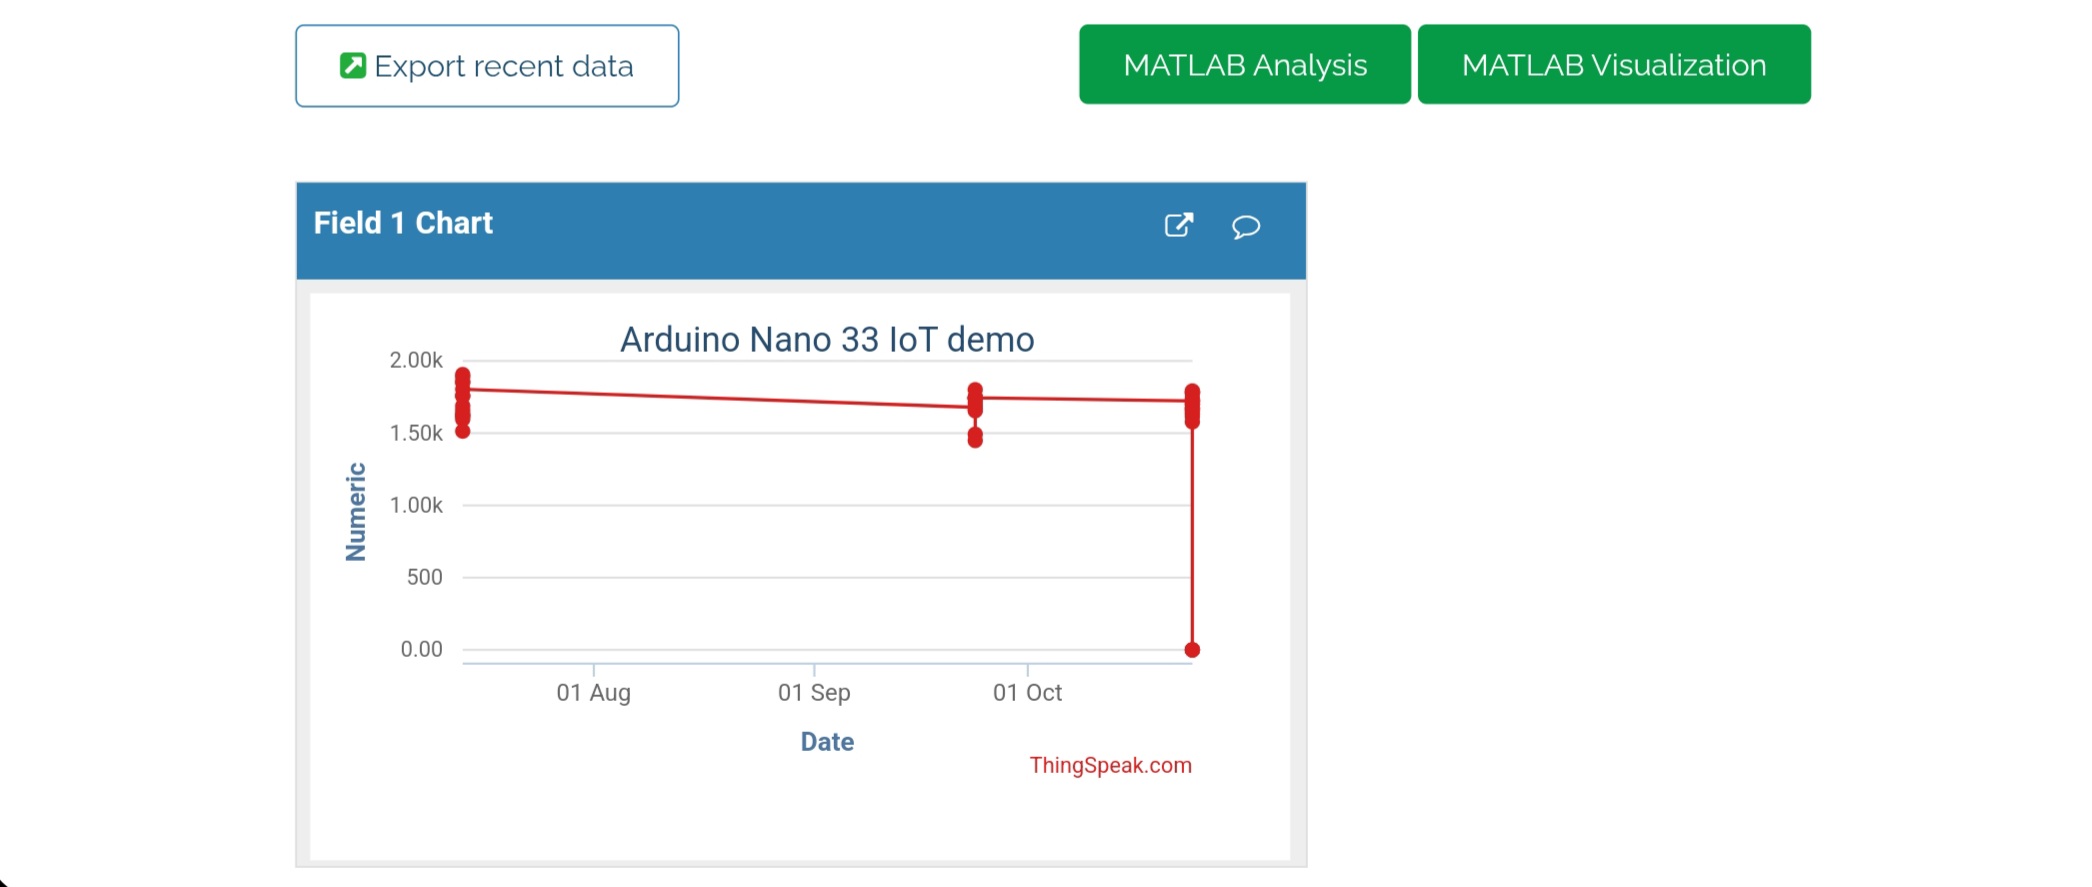 Export recent data
MATLAB Analysis
MATLAB Visualization
Field 1 Chart
Arduino Nano 33 IoT demo
2.00k
1.50k
1.00k
500
0.00
Numeric
01 Aug
01 Sep
01 Oct
Date
ThingSpeak.com